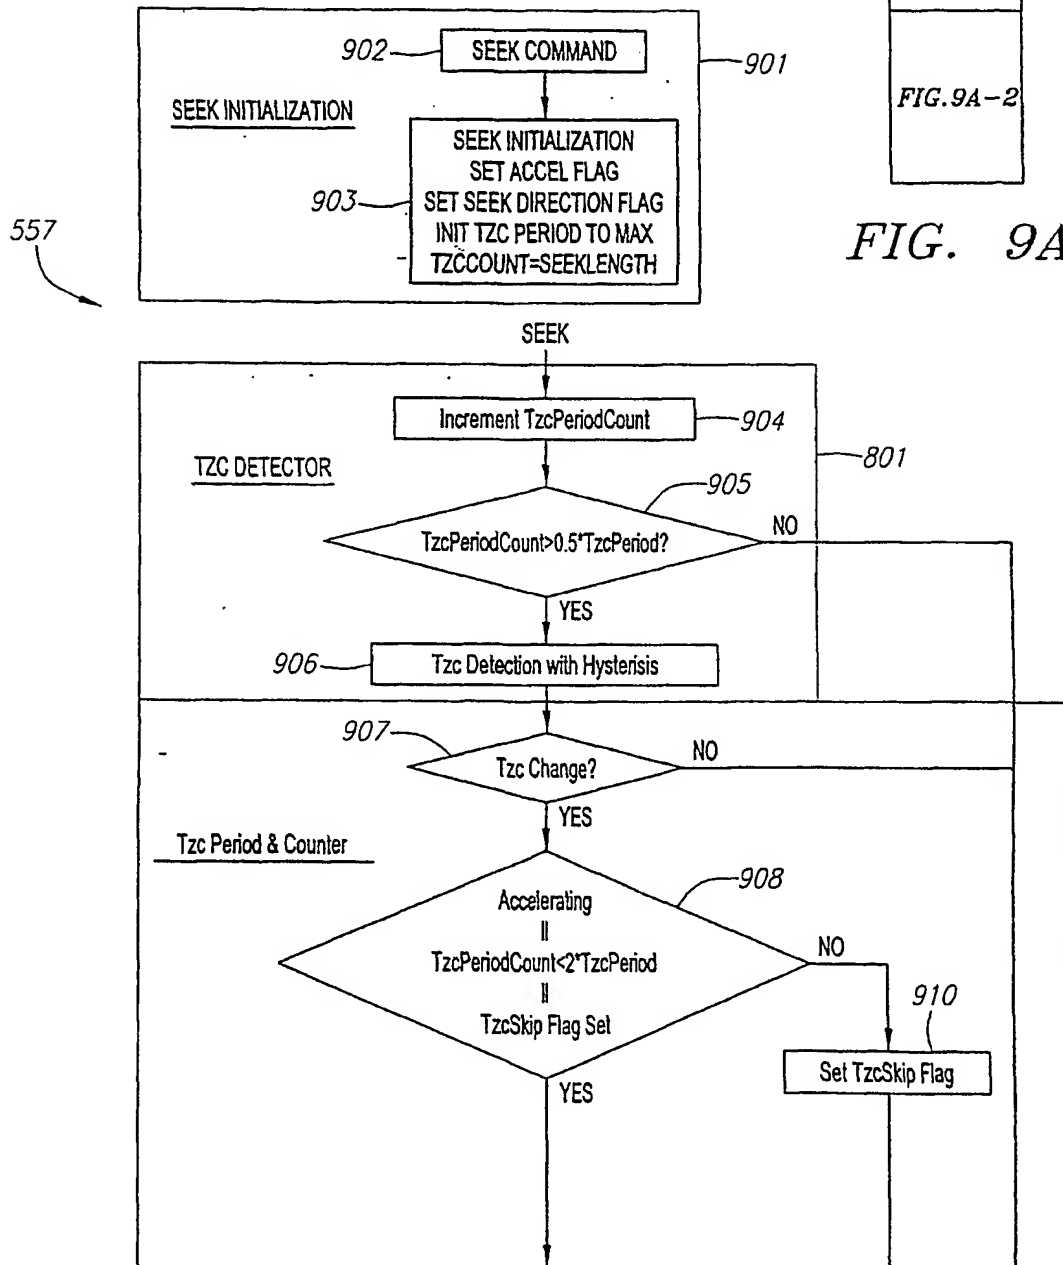 902
SEEK COMMAND
901
SEEK INITIALIZATION
903
SEEK INITIALIZATION
SET ACCEL FLAG
SET SEEK DIRECTION FLAG
INIT TZC PERIOD TO MAX
TZCCOUNT=SEEKLENGTH
FIG.9A-2
FIG. 9A
557
SEEK
Increment TzcPeriodCount
904
TZC DETECTOR
801
905
TzcPeriodCount>0.5*TzcPeriod?
NO
YES
906
Tzc Detection with Hysterisis
907
Tzc Change?
NO
YES
Tzc Period & Counter
908
Accelerating
||
TzcPeriodCount<2*TzcPeriod
||
TzcSkip Flag Set
NO
910
Set TzcSkip Flag
YES